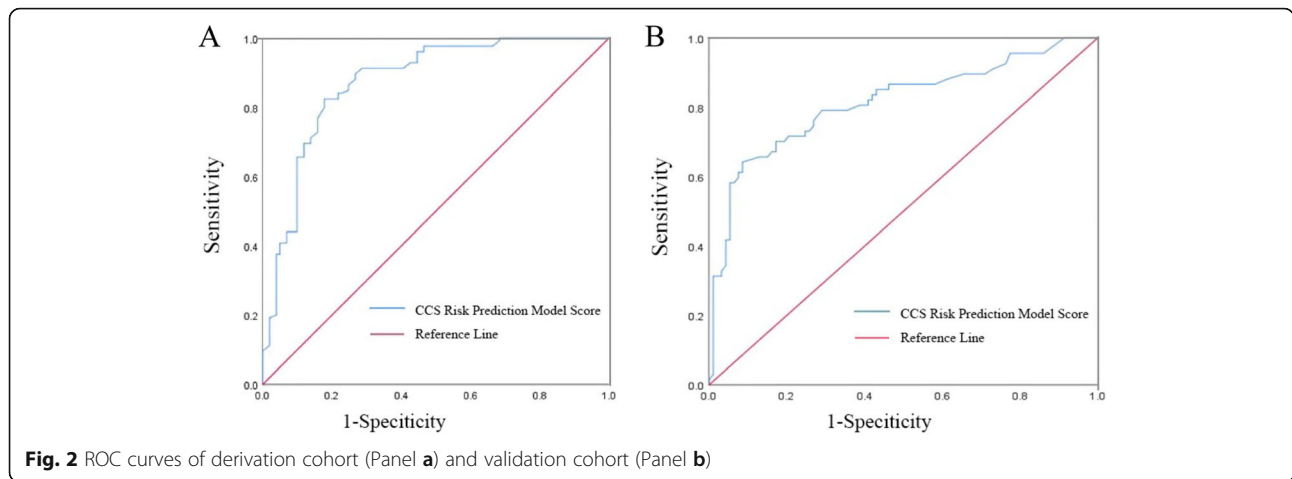 A
1.0
0.8
0.6
0.4
0.2
0.0
Sensitivity
CCS Risk Prediction Model Score
Reference Line
0.0 0.2 0.4 0.6 0.8 1.0
1-Speciticity
B
1.0
0.8
0.6
0.4
0.2
0.0
Sensitivity
CCS Risk Prediction Model Score
Reference Line
0.0 0.2 0.4 0.6 0.8 1.0
1-Speciticity
Fig. 2 ROC curves of derivation cohort (Panel a) and validation cohort (Panel b)